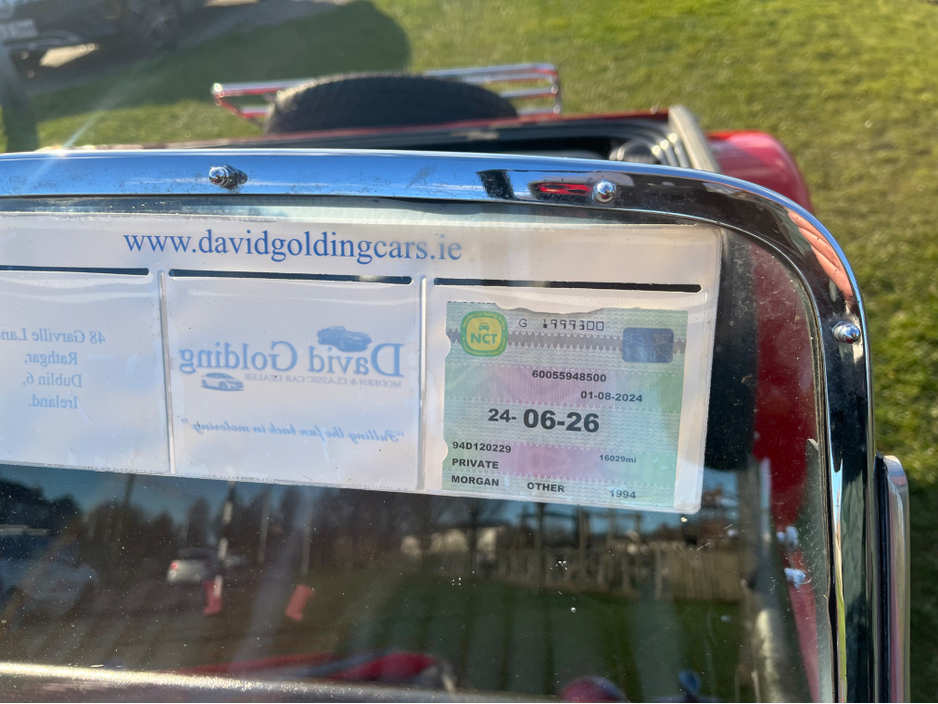 www.davidgoldingcars.ie
48 Garville Lane
Rathgar,
Dublin 6,
Ireland.
David Golding
MODERN & CLASSIC CAR DEALER
"Putting the fun back in motoring"
NCT
G 1999300
60055948500
01-08-2024
24- 06-26
94D120229
PRIVATE
16029mi
MORGAN OTHER 1994